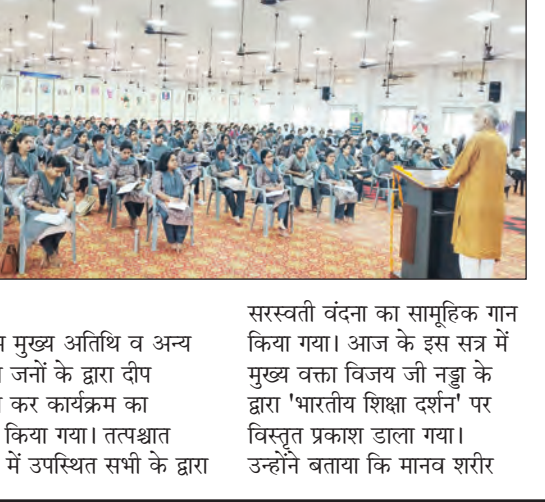 मुख्य अतिथि व अन्य
जनों के द्वारा दीप
कर कार्यक्रम का
किया गया। तत्पश्चात
में उपस्थित सभी के द्वारा
सरस्वती वंदना का सामूहिक गान
किया गया। आज के इस सत्र में
मुख्य वक्ता विजय जी नड्डा के
द्वारा 'भारतीय शिक्षा दर्शन' पर
विस्तृत प्रकाश डाला गया।
उन्होंने बताया कि मानव शरीर